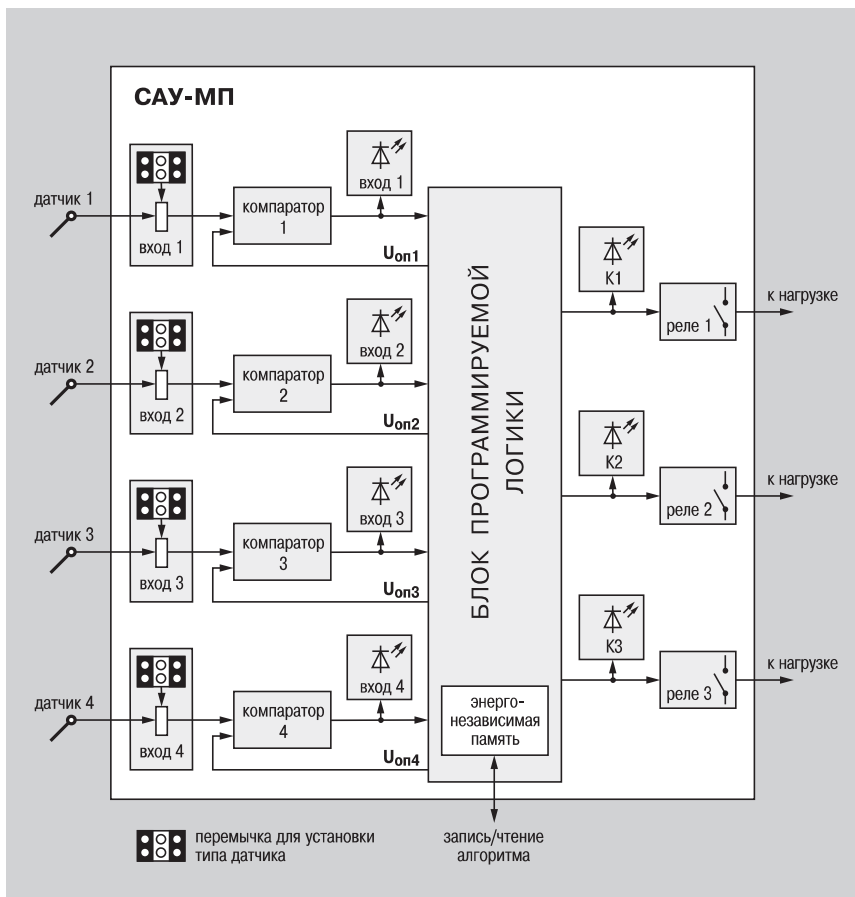 САУ-МП
датчик 1
вход 1
компаратор
1
вход 1
Uоп1
датчик 2
вход 2
компаратор
2
вход 2
Uоп2
датчик 3
вход 3
компаратор
3
вход 3
Uоп3
датчик 4
вход 4
компаратор
4
вход 4
Uоп4
БЛОК ПРОГРАММИРУЕМОЙ
ЛОГИКИ
энерго-
независимая
память
К1
реле 1
к нагрузке
К2
реле 2
к нагрузке
К3
реле 3
к нагрузке
перемычка для установки
типа датчика
запись/чтение
алгоритма